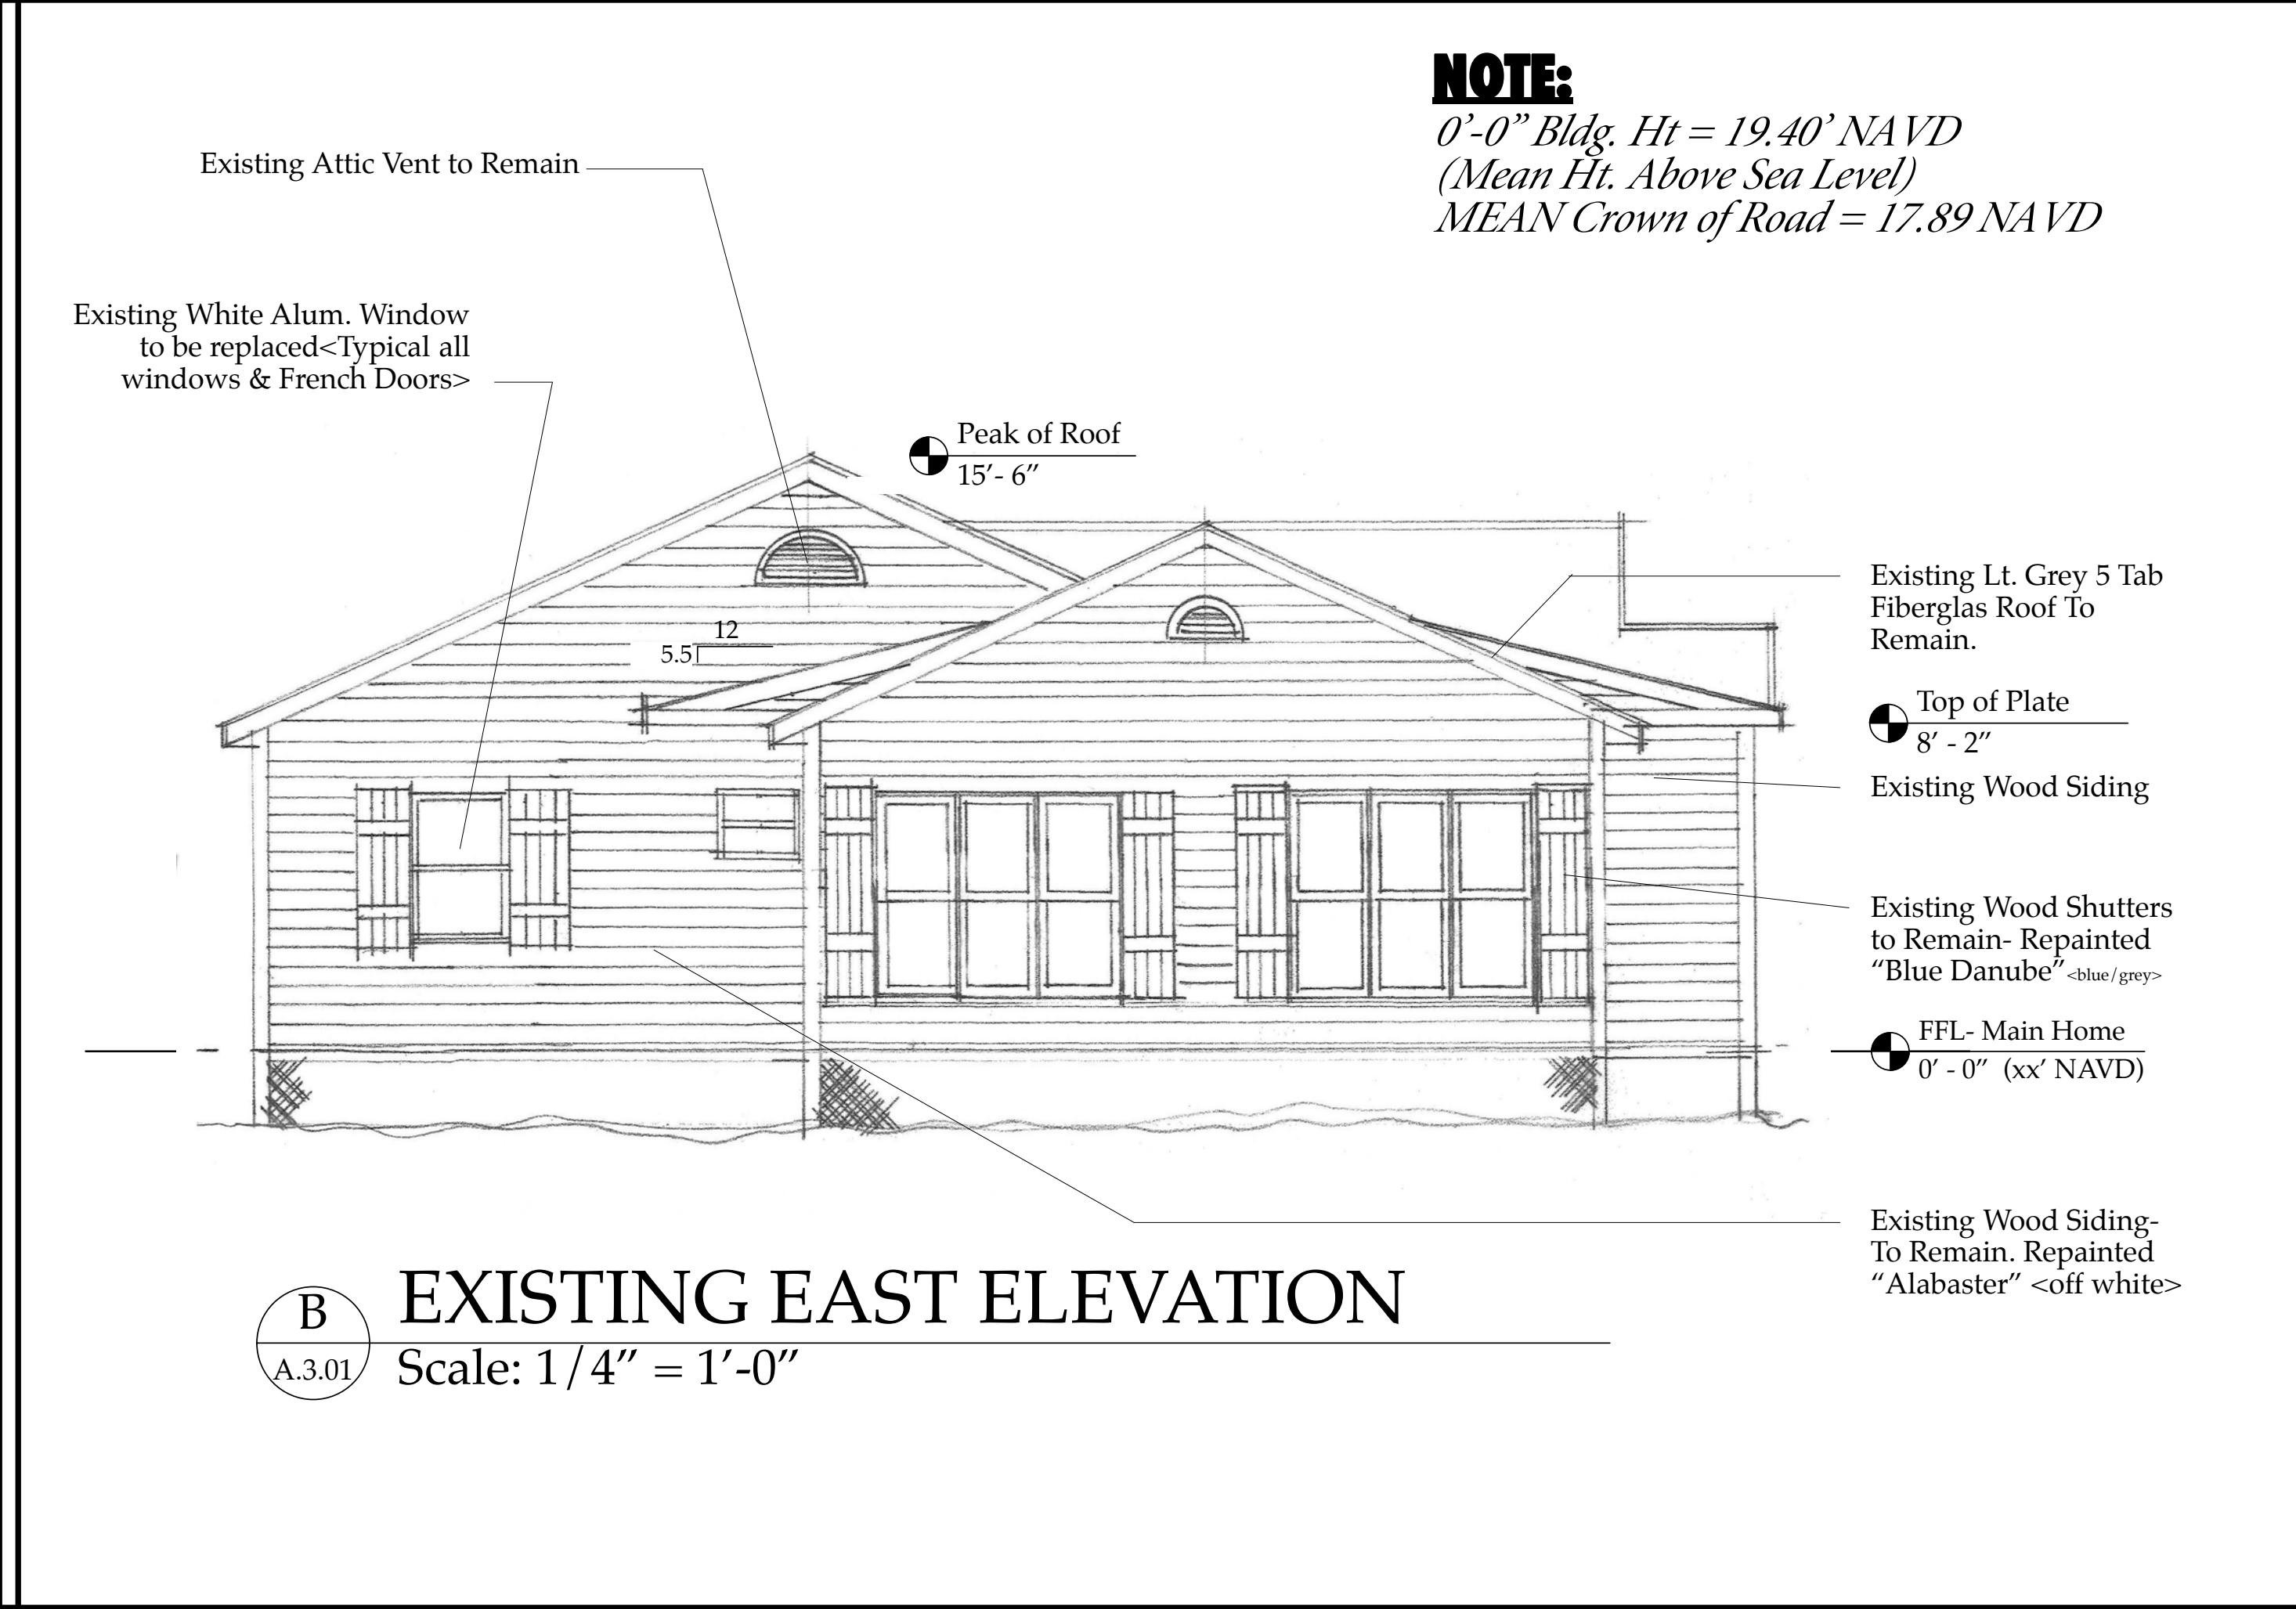 NOTE:
0'-0" Bldg. Ht = 19.40' NAVD
(Mean Ht. Above Sea Level)
MEAN Crown of Road = 17.89 NAVD
Existing Attic Vent to Remain
Existing White Alum. Window
to be replaced<Typical all
windows & French Doors>
Peak of Roof
15'- 6"
12
5.5
Existing Lt. Grey 5 Tab
Fiberglas Roof To
Remain.
Top of Plate
8' - 2"
Existing Wood Siding
Existing Wood Shutters
to Remain- Repainted
"Blue Danube"<blue/grey>
FFL- Main Home
0' - 0" (xx' NAVD)
Existing Wood Siding-
To Remain. Repainted
"Alabaster" <off white>
B
A.3.01
EXISTING EAST ELEVATION
Scale: 1/4" = 1'-0"